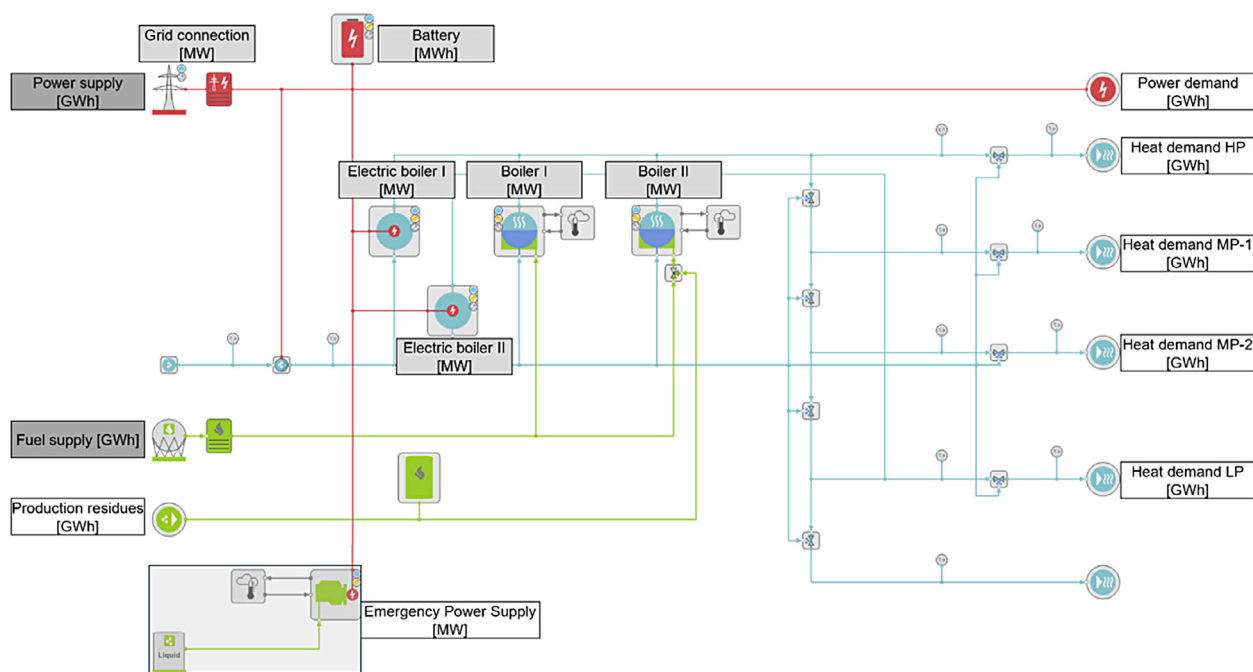 Grid connection
[MW]
Battery
[MWh]
Power supply
[GWh]
Power demand
[GWh]
Heat demand HP
[GWh]
Electric boiler I
[MW]
Boiler I
[MW]
Boiler II
[MW]
Heat demand MP-1
[GWh]
Electric boiler II
[MW]
Heat demand MP-2
[GWh]
Fuel supply [GWh]
Heat demand LP
[GWh]
Production residues
[GWh]
Emergency Power Supply
[MW]
Liquid